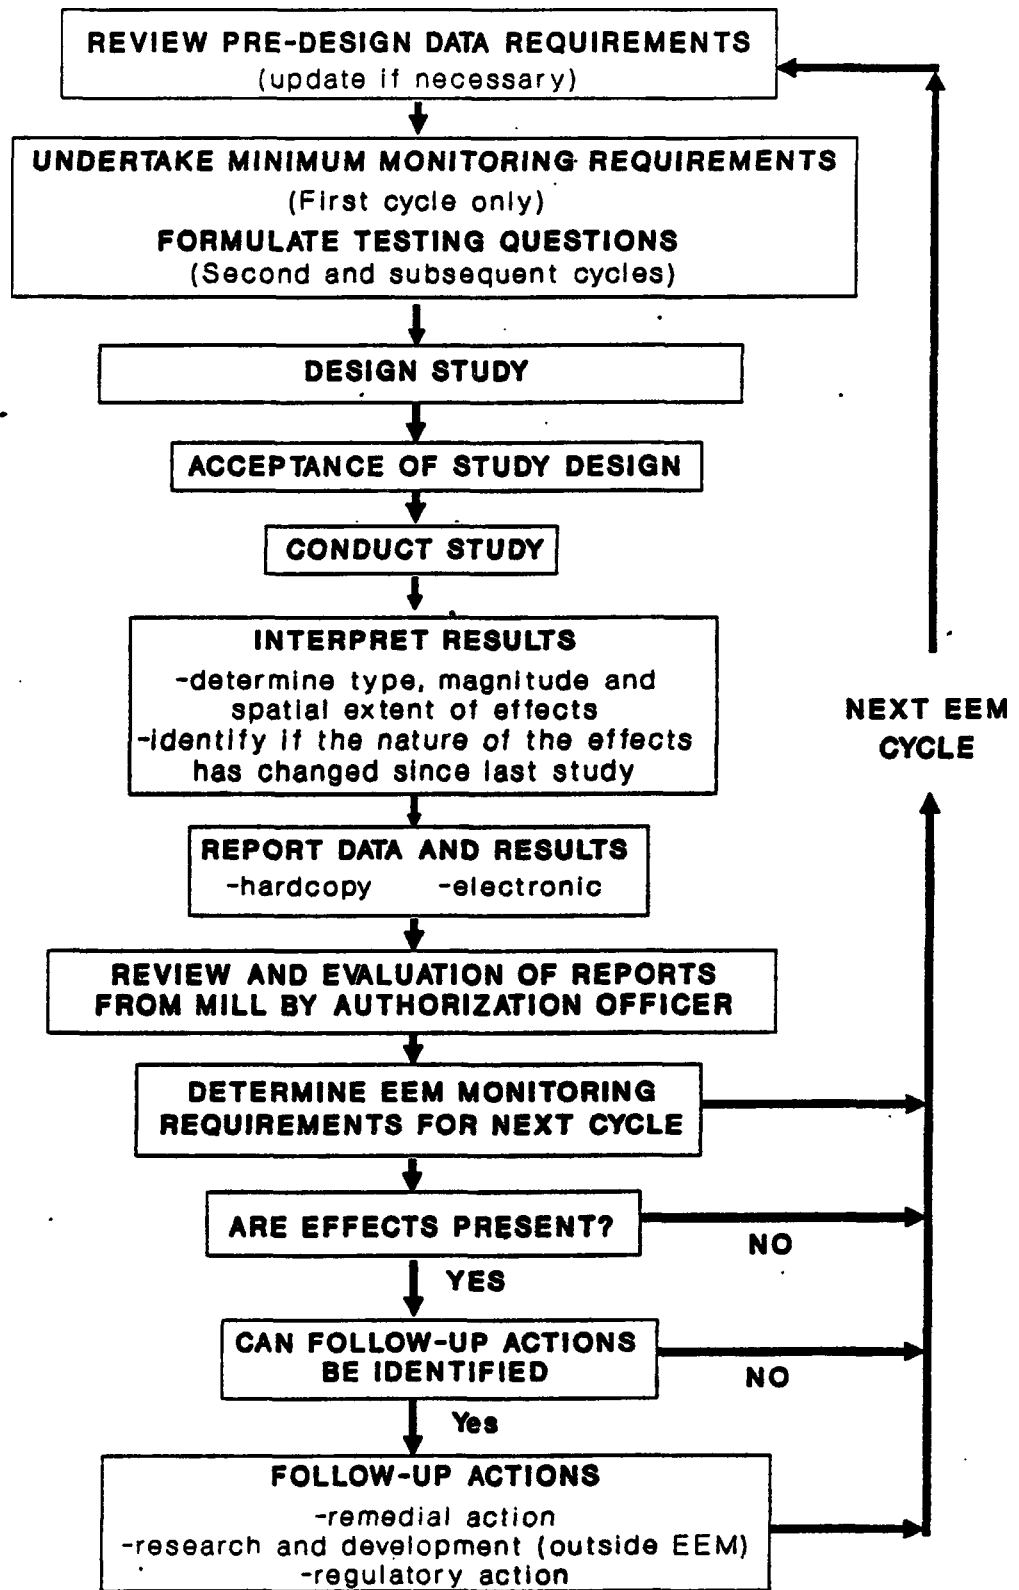 REVIEW PRE-DESIGN DATA REQUIREMENTS
(update if necessary)
UNDERTAKE MINIMUM MONITORING REQUIREMENTS
(First cycle only)
FORMULATE TESTING QUESTIONS
(Second and subsequent cycles)
DESIGN STUDY
ACCEPTANCE OF STUDY DESIGN
CONDUCT STUDY
INTERPRET RESULTS
-determine type, magnitude and
spatial extent of effects
-identify if the nature of the effects
has changed since last study
NEXT EEM
CYCLE
REPORT DATA AND RESULTS
-hardcopy -electronic
REVIEW AND EVALUATION OF REPORTS
FROM MILL BY AUTHORIZATION OFFICER
DETERMINE EEM MONITORING
REQUIREMENTS FOR NEXT CYCLE
ARE EFFECTS PRESENT?
NO
YES
CAN FOLLOW-UP ACTIONS
BE IDENTIFIED
NO
Yes
FOLLOW-UP ACTIONS
-remedial action
-research and development (outside EEM)
-regulatory action